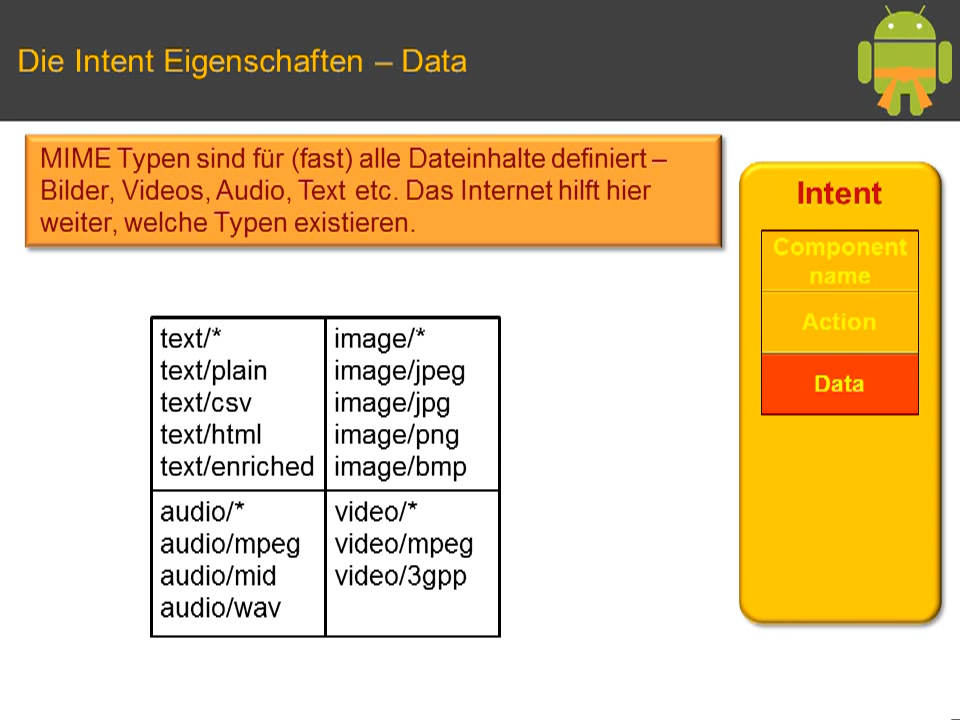 Die Intent Eigenschaften – Data
MIME Typen sind für (fast) alle Dateinhalte definiert –
Bilder, Videos, Audio, Text etc. Das Internet hilft hier
weiter, welche Typen existieren.
text/*
text/plain
text/csv
text/html
text/enriched
image/*
image/jpeg
image/jpg
image/png
image/bmp
audio/*
audio/mpeg
audio/mid
audio/wav
video/*
video/mpeg
video/3gpp
Intent
Component
name
Action
Data